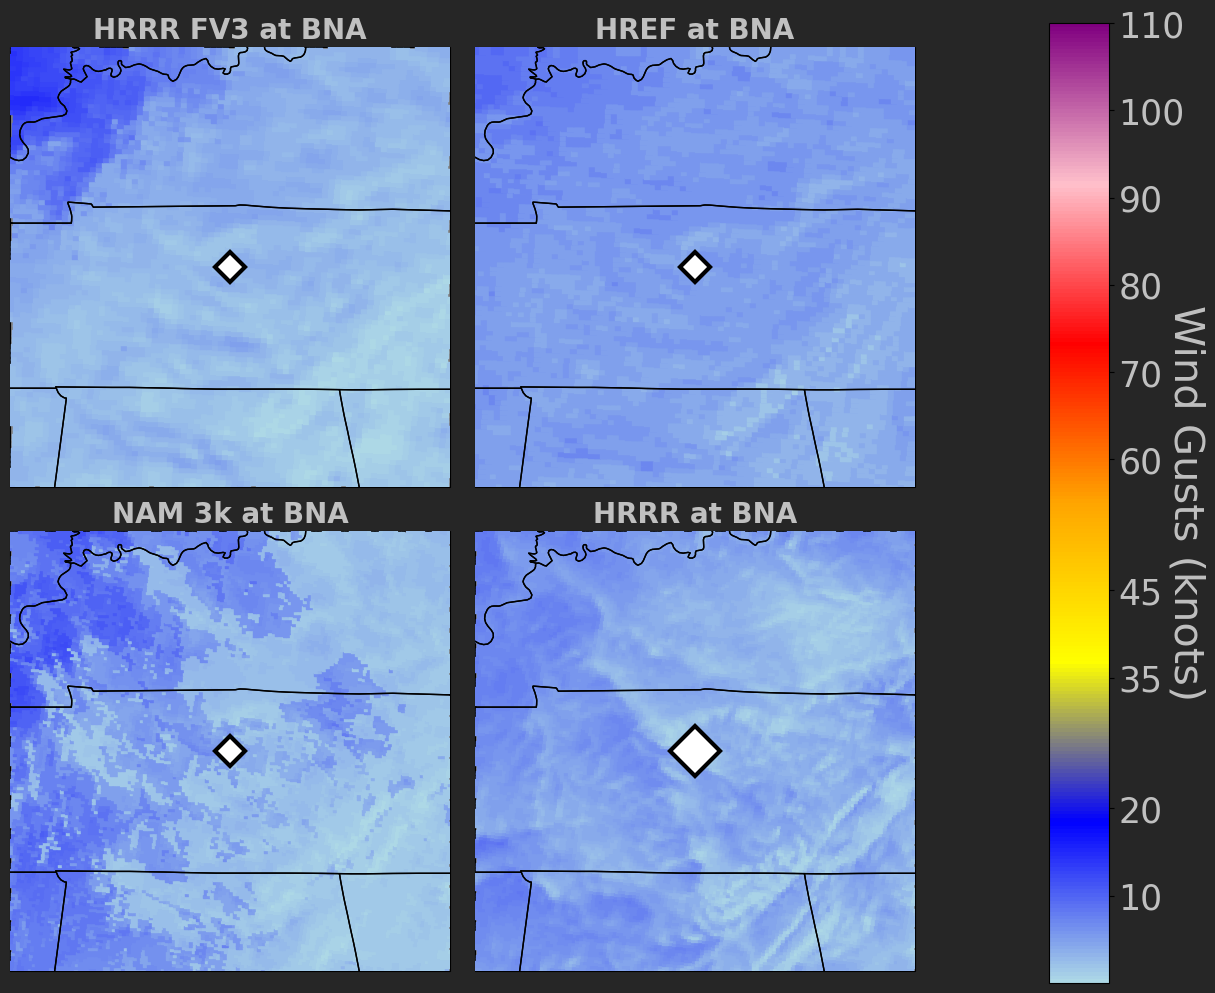 HRRR FV3 at BNA
HREF at BNA
NAM 3k at BNA
HRRR at BNA
110
100
90
80
70
60
45
35
20
10
Wind Gusts (knots)